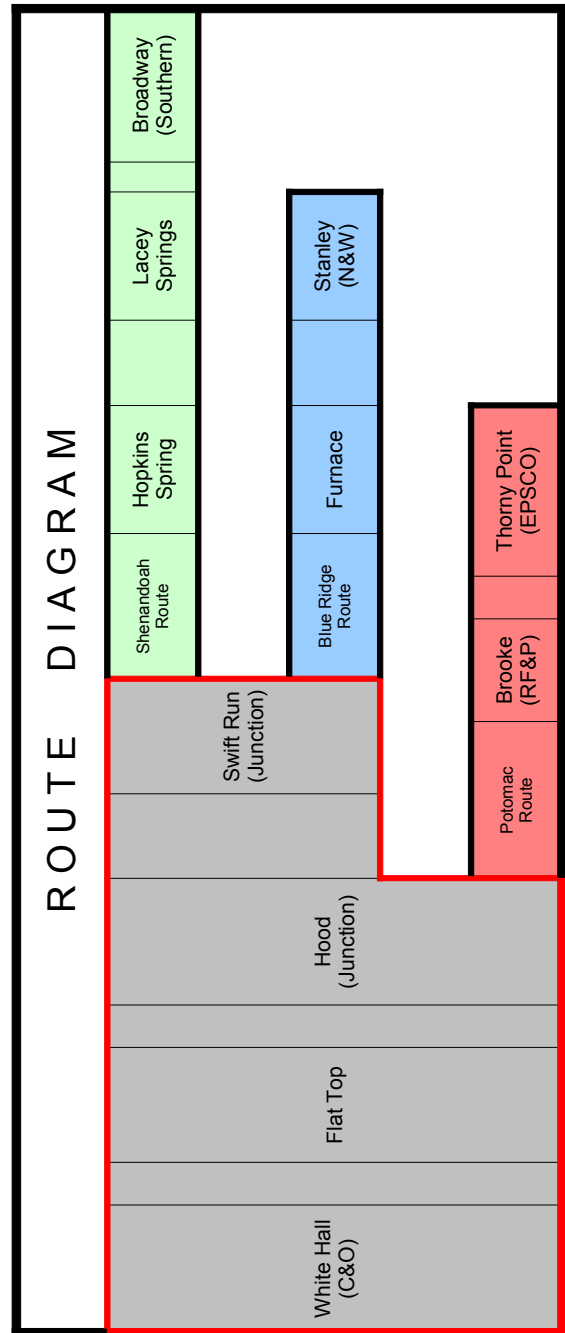 ROUTE DIAGRAM
Broadway
(Southern)
Lacey
Springs
Hopkins
Spring
Shenandoah
Route
Stanley
(N&W)
Furnace
Blue Ridge
Route
Thorny Point
(EPSCO)
Brooke
(RF&P)
Potomac
Route
Swift Run
(Junction)
Hood
(Junction)
Flat Top
White Hall
(C&O)